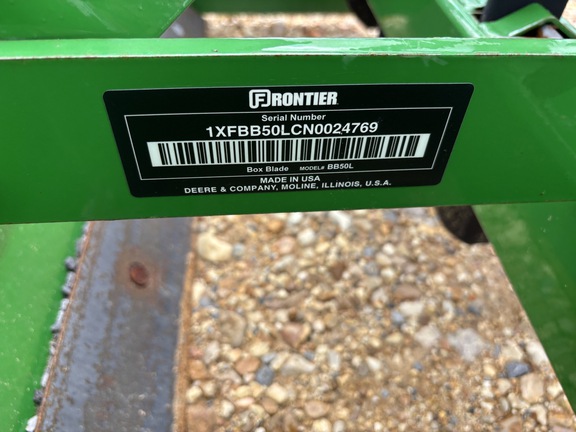 FRONTIER
Serial Number
1XFBB50LCN0024769
Box Blade MODEL# BB50L
MADE IN USA
DEERE & COMPANY, MOLINE, ILLINOIS, U.S.A.